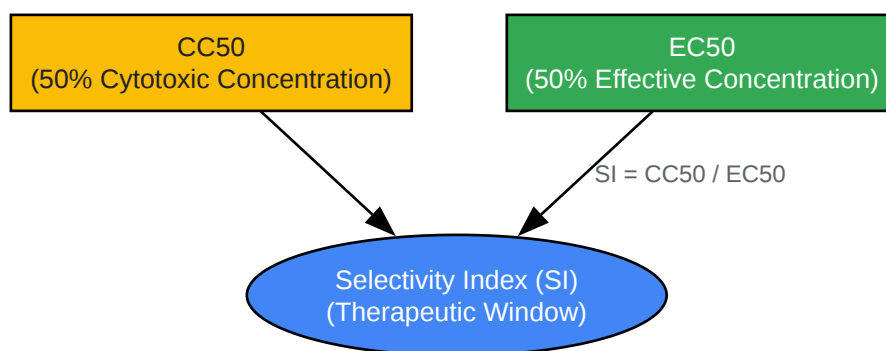 CC50
(50% Cytotoxic Concentration)
EC50
(50% Effective Concentration)
SI = CC50 / EC50
Selectivity Index (SI)
(Therapeutic Window)